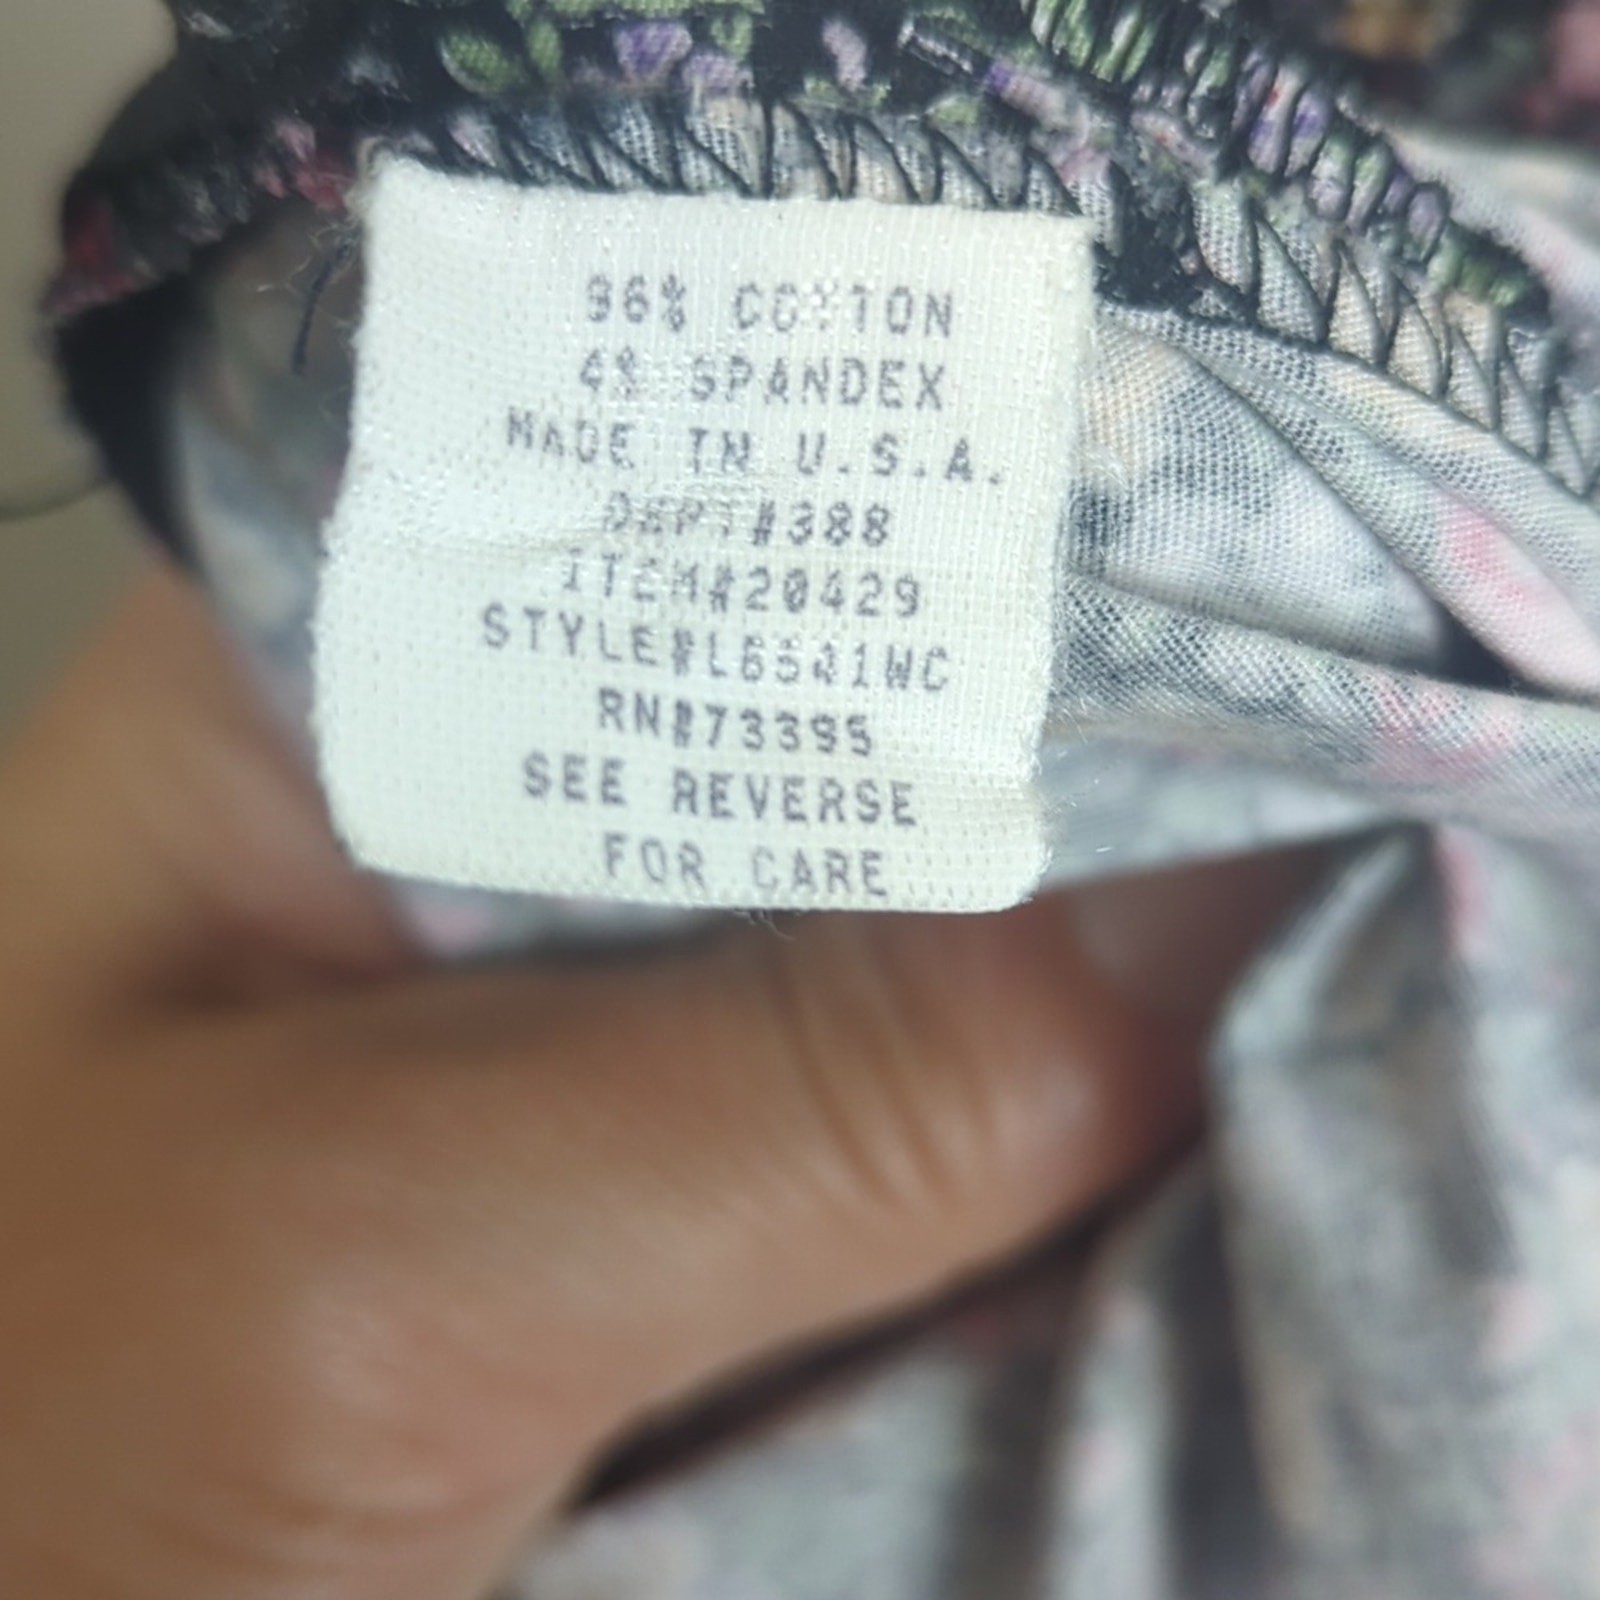 96% COTTON
4% SPANDEX
MADE IN U.S.A.
DEPT#388
ITEM#20429
STYLE#L6541WC
RN#73395
SEE REVERSE
FOR CARE